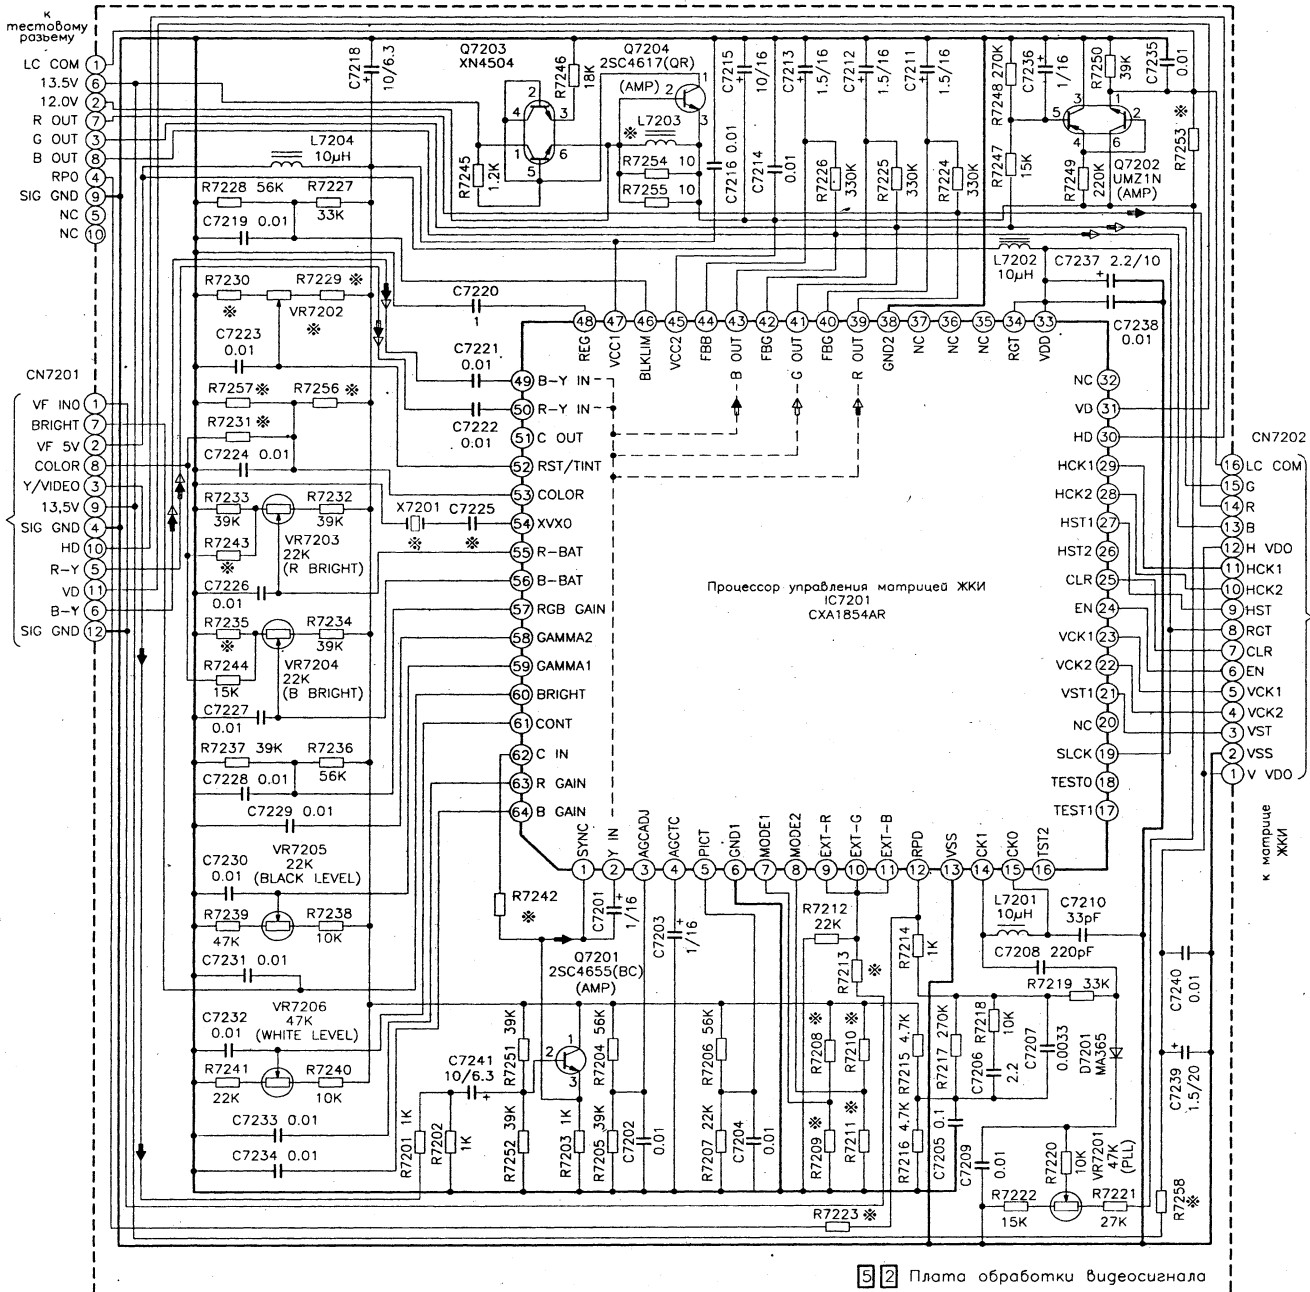 к
тестовому
разъему
LC COM 1
13.5V 6
12.0V 2
R OUT 7
G OUT 3
B OUT 8
RPO 4
SIG GND 9
NC 5
NC 10
C7218
10/6.3
Q7203
XN4504
R7246
18K
Q7204
2SC4617(QR)
(AMP)
L7203
※
R7245
1.2K
R7254 10
R7255 10
C7215
10/16
C7213
1.5/16
C7212
1.5/16
C7211
1.5/16
C7216 0.01
C7214
0.01
R7226
330K
R7225
330K
R7224
330K
R7248 270K
C7236
1/16
R7250
39K
C7235
0.01
R7247
15K
R7249
220K
Q7202
UMZ1N
(AMP)
R7253
※
L7204
10µH
R7228 56K
R7227
33K
C7219 0.01
R7230
※
R7229 ※
VR7202
※
C7223
0.01
C7220
1
C7221
0.01
C7222
0.01
L7202
10µH
C7237 2.2/10
C7238
0.01
48 REG
47 VCC1
46 BLKLIM
45 VCC2
44 FBB
43 B OUT
42 FBG
41 G OUT
40 FBG
39 R OUT
38 GND2
37 NC
36 NC
35 NC
34 RGT
33 VDD
CN7201
VF INO 1
BRIGHT 7
VF 5V 2
COLOR 8
Y/VIDEO 3
13,5V 9
SIG GND 4
HD 10
R-Y 5
VD 11
B-Y 6
SIG GND 12
R7257 ※
R7256 ※
R7231 ※
C7224 0.01
R7233
39K
R7232
39K
R7243
※
VR7203
22K
(R BRIGHT)
C7226
0.01
X7201
※
C7225
※
R7235
※
R7234
39K
R7244
15K
VR7204
22K
(B BRIGHT)
C7227
0.01
R7237 39K
R7236
56K
C7228 0.01
C7229 0.01
C7230
0.01
VR7205
22K
(BLACK LEVEL)
R7239
47K
R7238
10K
C7231 0.01
C7232
0.01
VR7206
47K
(WHITE LEVEL)
R7241
22K
R7240
10K
C7233 0.01
C7234 0.01
49 B-Y IN
50 R-Y IN
51 C OUT
52 RST/TINT
53 COLOR
54 XVXO
55 R-BAT
56 B-BAT
57 RGB GAIN
58 GAMMA2
59 GAMMA1
60 BRIGHT
61 CONT
62 C IN
63 R GAIN
64 B GAIN
B OUT
G OUT
R OUT
Процессор управления матрицей ЖКИ
IC7201
CXA1854AR
NC 32
VD 31
HD 30
HCK1 29
HCK2 28
HST1 27
HST2 26
CLR 25
EN 24
VCK1 23
VCK2 22
VST1 21
NC 20
SLCK 19
TEST0 18
TEST1 17
CN7202
16 LC COM
15 G
14 R
13 B
12 H VDO
11 HCK1
10 HCK2
9 HST
8 RGT
7 CLR
6 EN
5 VCK1
4 VCK2
3 VST
2 VSS
1 V VDO
к матрице
ЖКИ
1 SYNC
2 Y IN
3 AGCADJ
4 AGCTC
5 PICT
6 GND1
7 MODE1
8 MODE2
9 EXT-R
10 EXT-G
11 EXT-B
12 RPD
13 VSS
14 CK1
15 CKO
16 TST2
R7242
※
C7201
1/16
C7203
1/16
Q7201
2SC4655(BC)
(AMP)
R7212
22K
R7213
※
R7214
1K
L7201
10µH
C7210
33pF
C7208 220pF
R7219 33K
C7240
0.01
C7239
1.5/20
C7241
10/6.3
R7201 1K
R7202
1K
R7251 39K
R7252 39K
R7203 1K
R7204 56K
R7205 39K
C7202
0.01
R7206 56K
R7207 22K
C7204
0.01
R7208 ※
R7209
※
R7210 ※
R7211 ※
R7215 4.7K
R7216 4.7K
R7217 270K
C7205 0.1
R7218
10K
C7206
2.2
C7207
0.0033
D7201
MA365
C7209
0.01
R7220
10K
VR7201
47K
(PLL)
R7222
15K
R7221
27K
R7258
※
R7223 ※
5 2 Плата обработки видеосигнала